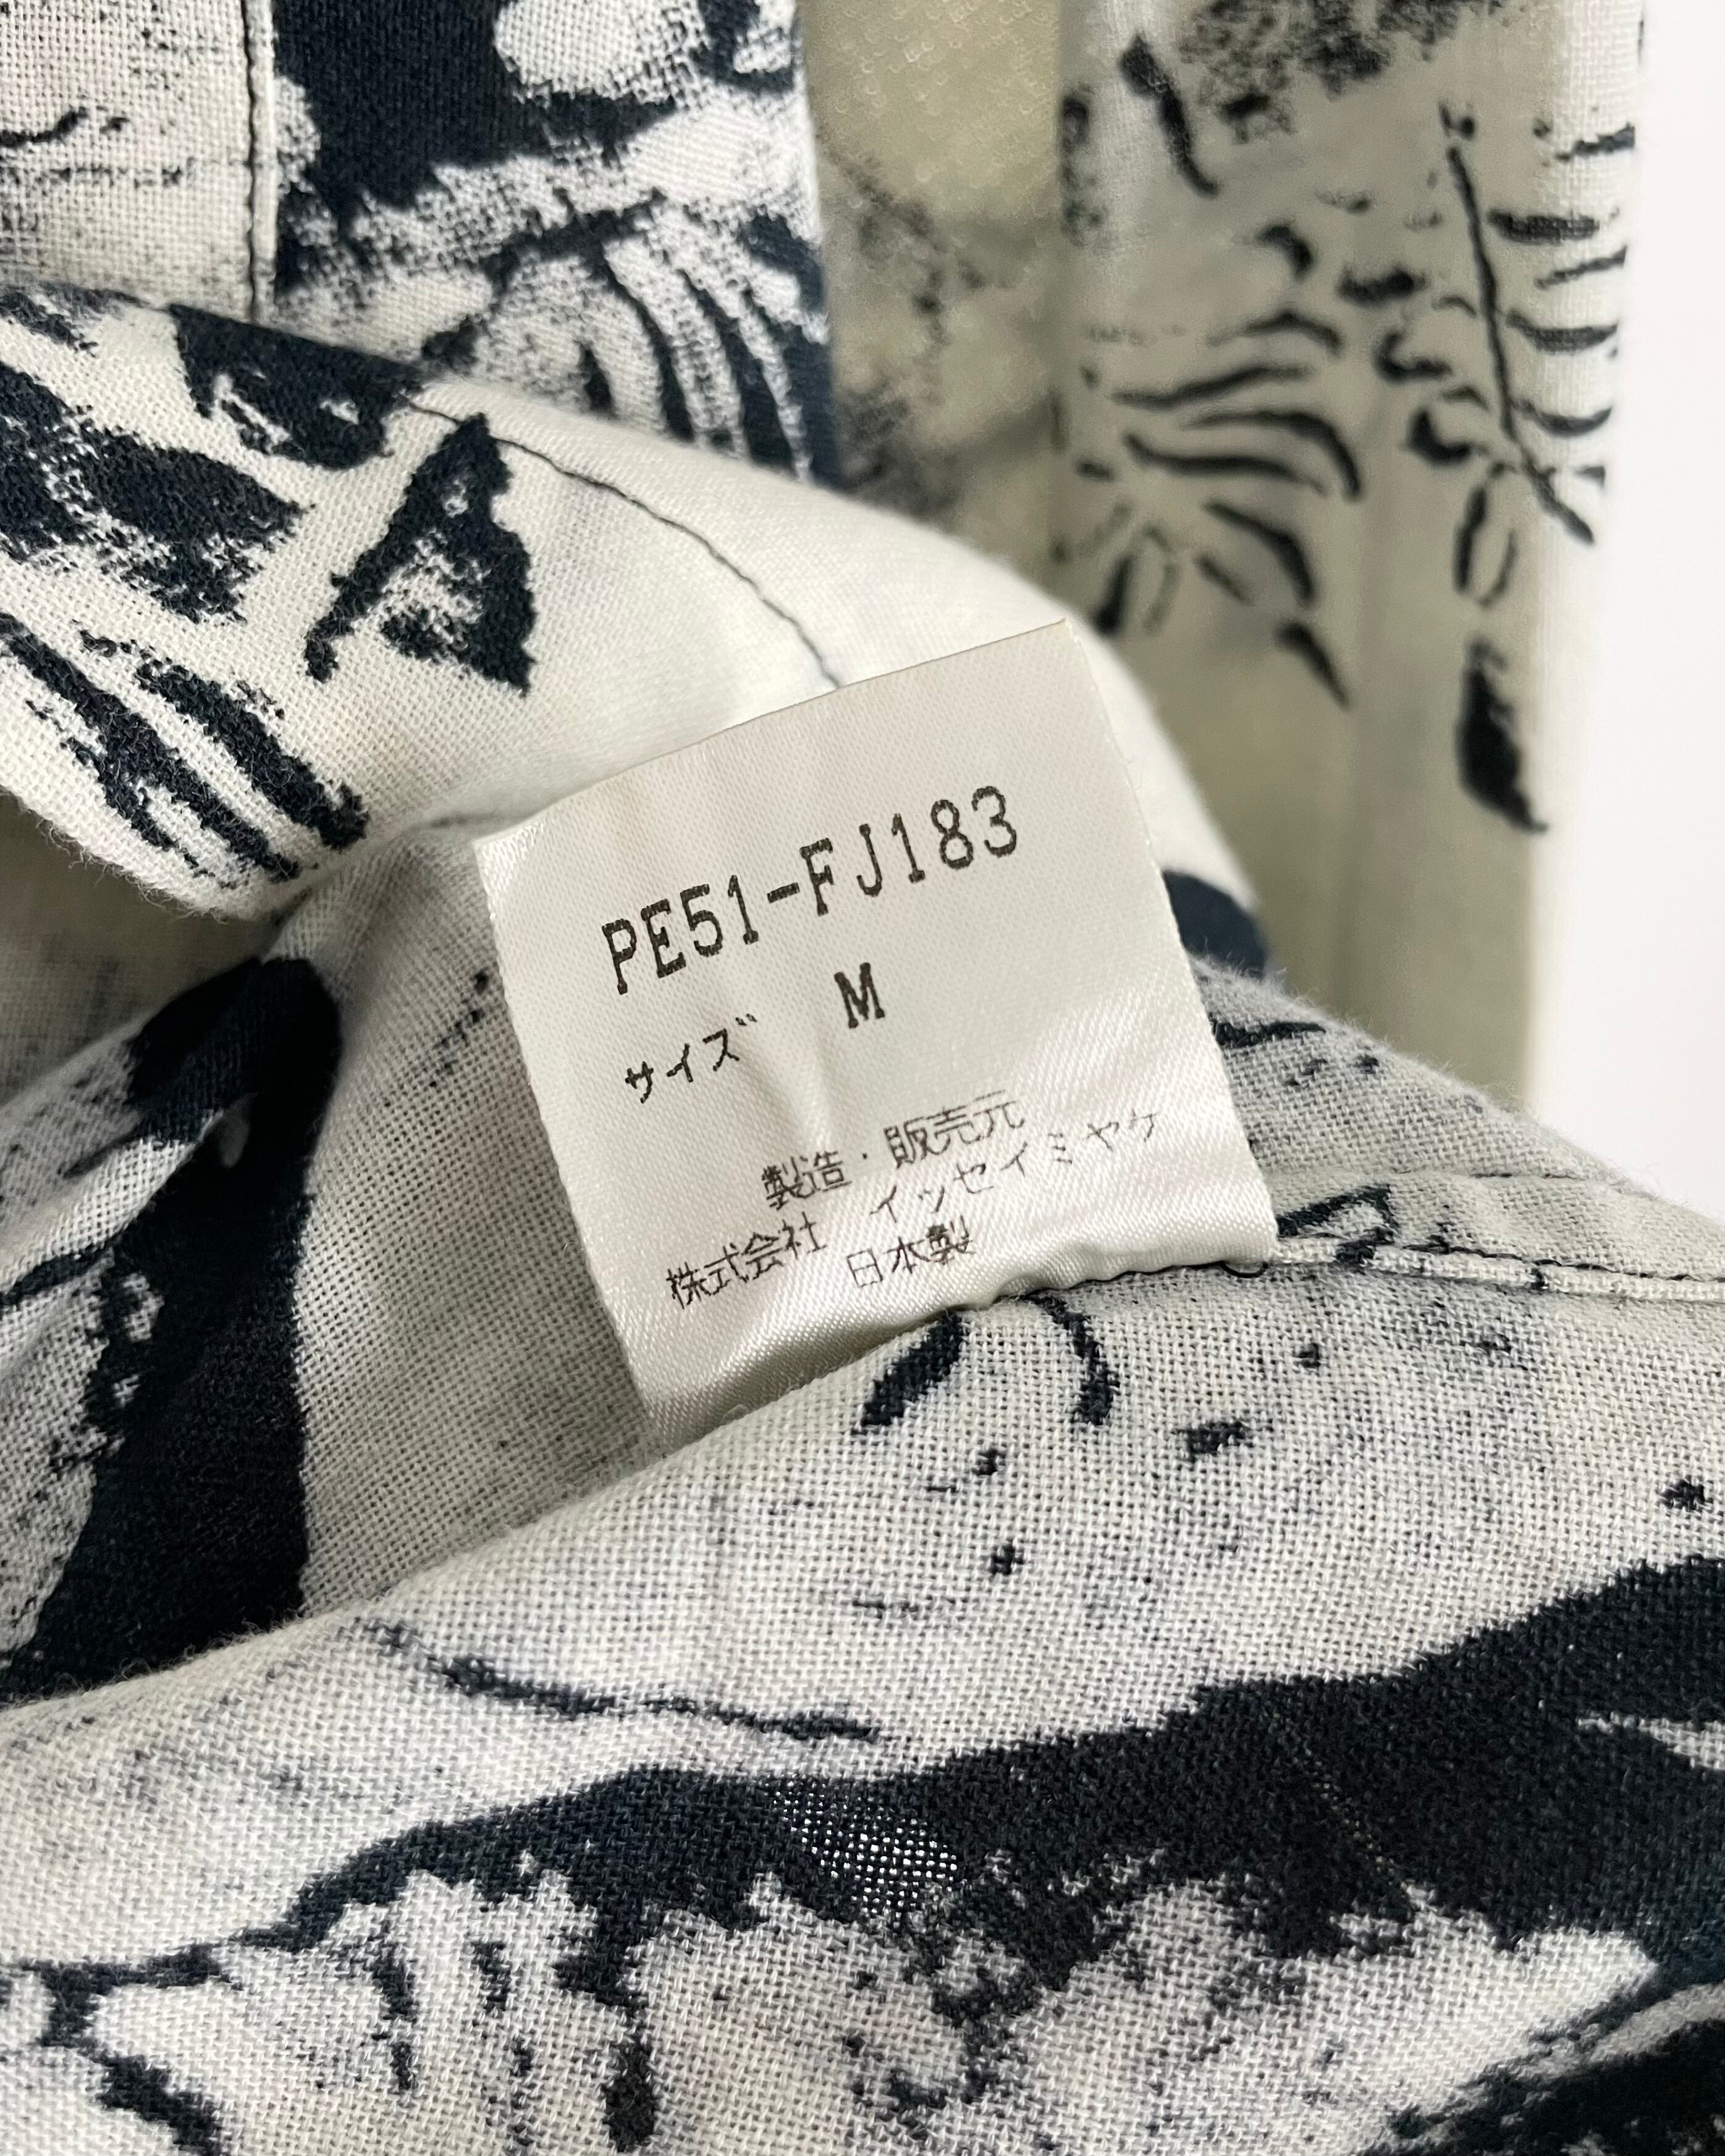 PE51-FJ183
サイズ M
製造・販売元
株式会社 イッセイミヤケ
日本製